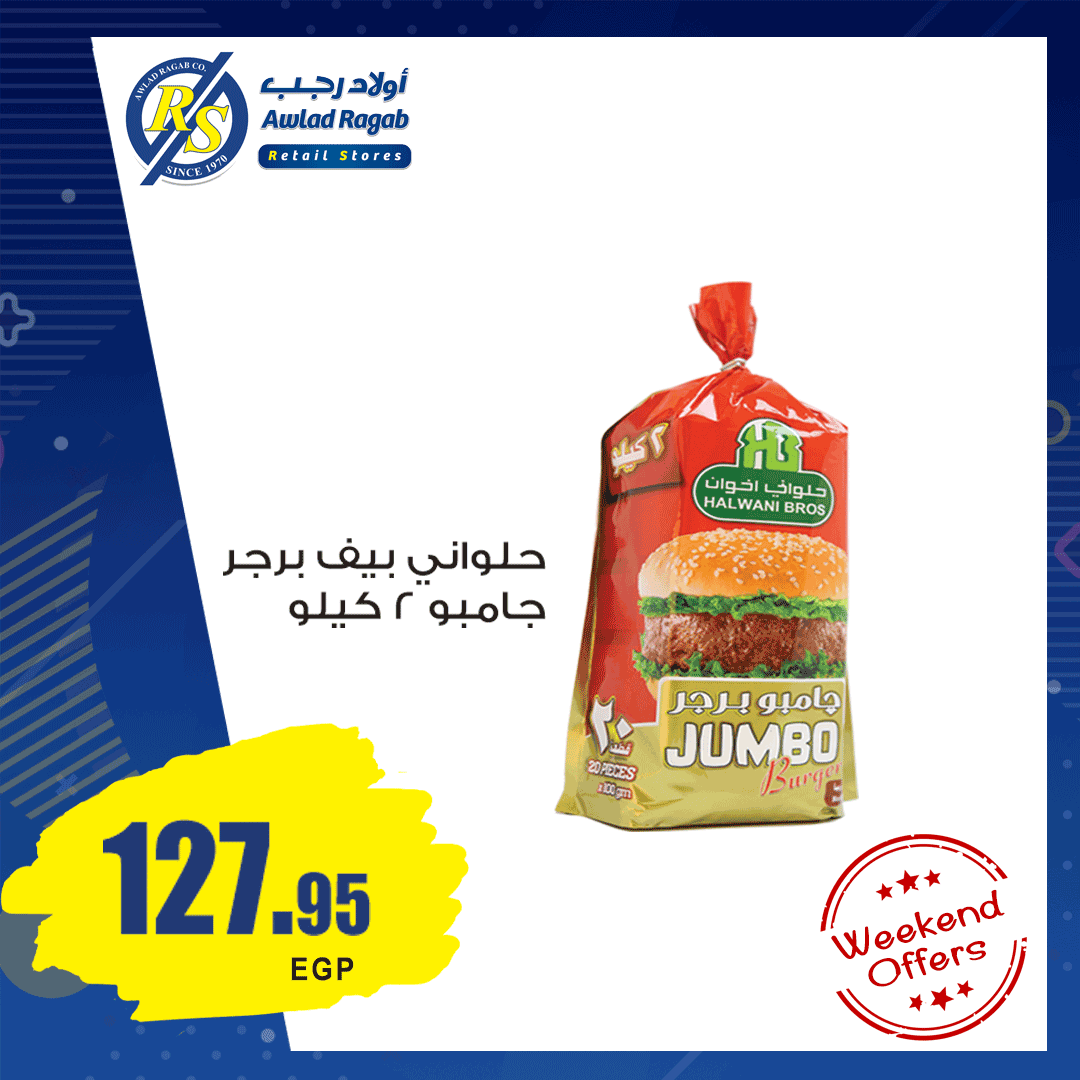 AWLAD RAGAB CO.
RS
SINCE 1970
أولاد رجب
Awlad Ragab
Retail Stores
٢ كيلو
HB
حلواني اخوان
HALWANI BROS
حلواني بيف برجر
جامبو ٢ كيلو
جامبو برجر
JUMBO
Burger
٢٠
قطعة
20 PIECES
x100 gm
127.95
EGP
Weekend
Offers